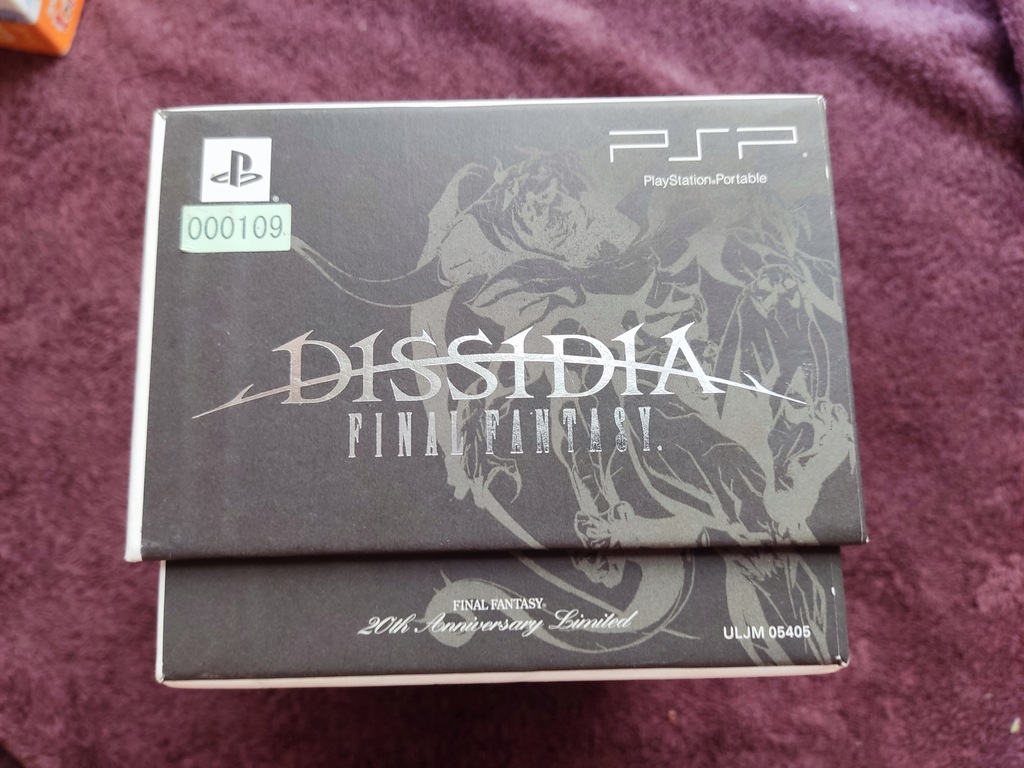 PSP
PlayStation Portable
000109
DISSIDIA
FINAL FANTASY
FINAL FANTASY
20th Anniversary Limited
ULJM 05405